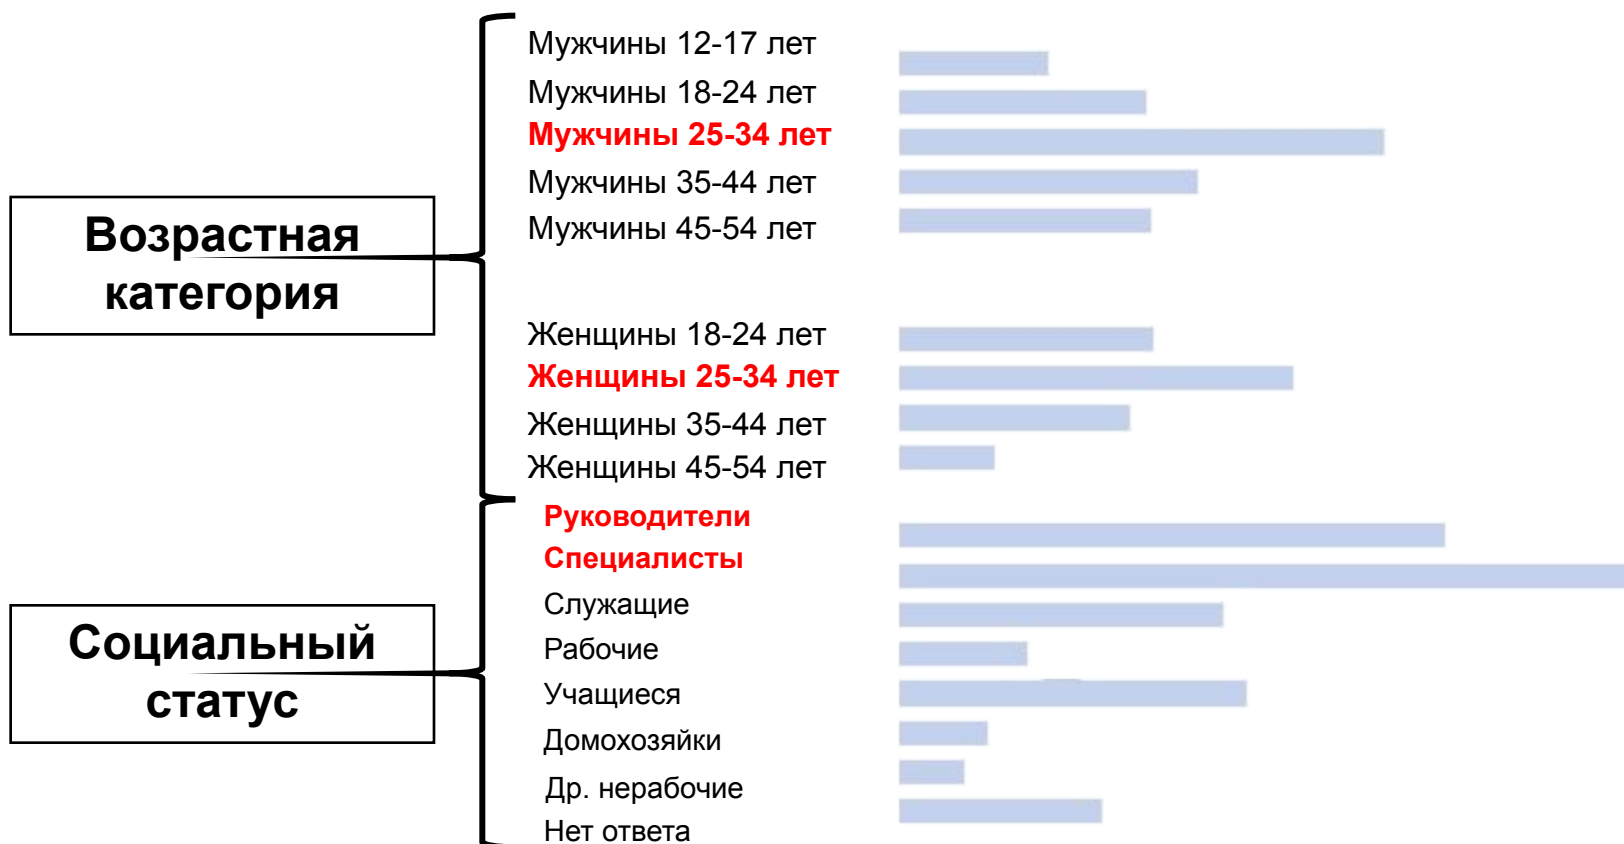 Возрастная
категория
Мужчины 12-17 лет
Мужчины 18-24 лет
Мужчины 25-34 лет
Мужчины 35-44 лет
Мужчины 45-54 лет
Женщины 18-24 лет
Женщины 25-34 лет
Женщины 35-44 лет
Женщины 45-54 лет
Социальный
статус
Руководители
Специалисты
Служащие
Рабочие
Учащиеся
Домохозяйки
Др. нерабочие
Нет ответа